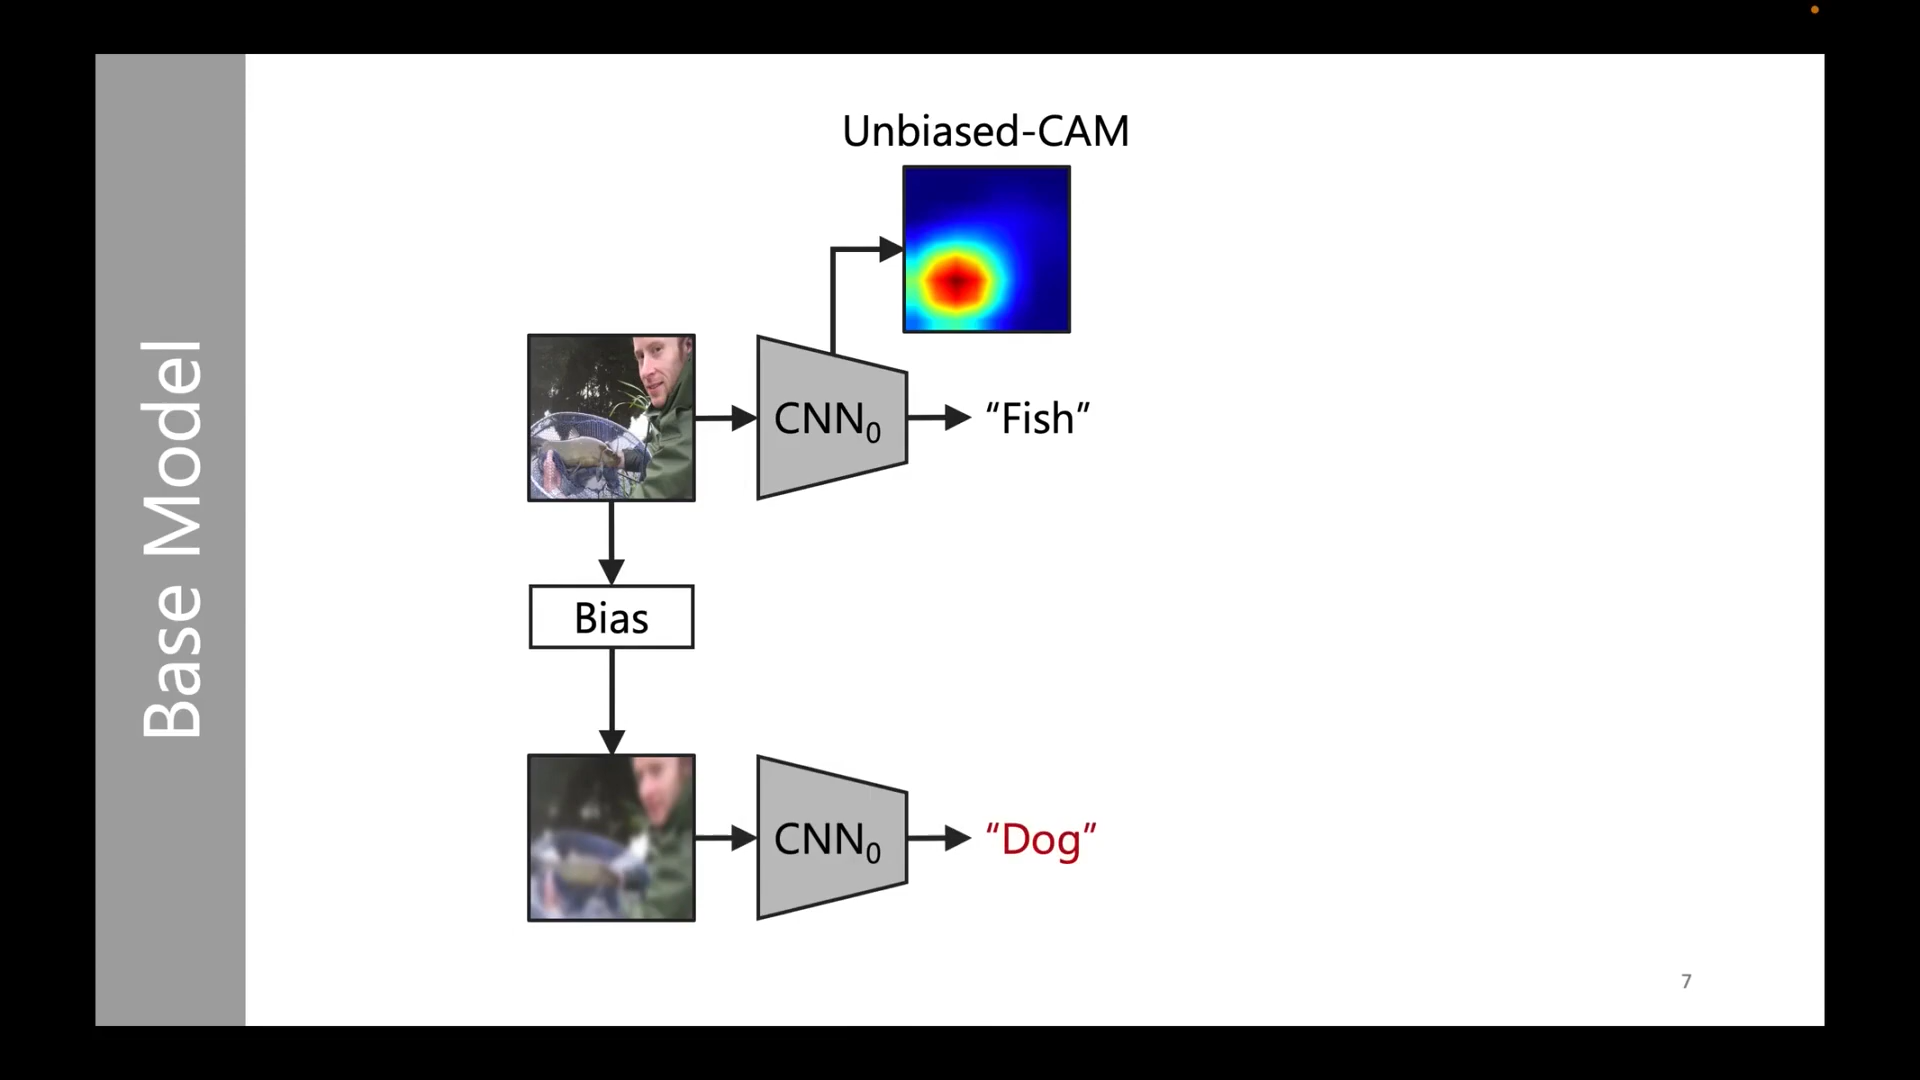 Base Model
Unbiased-CAM
CNN0
“Fish”
Bias
CNN0
“Dog”
7